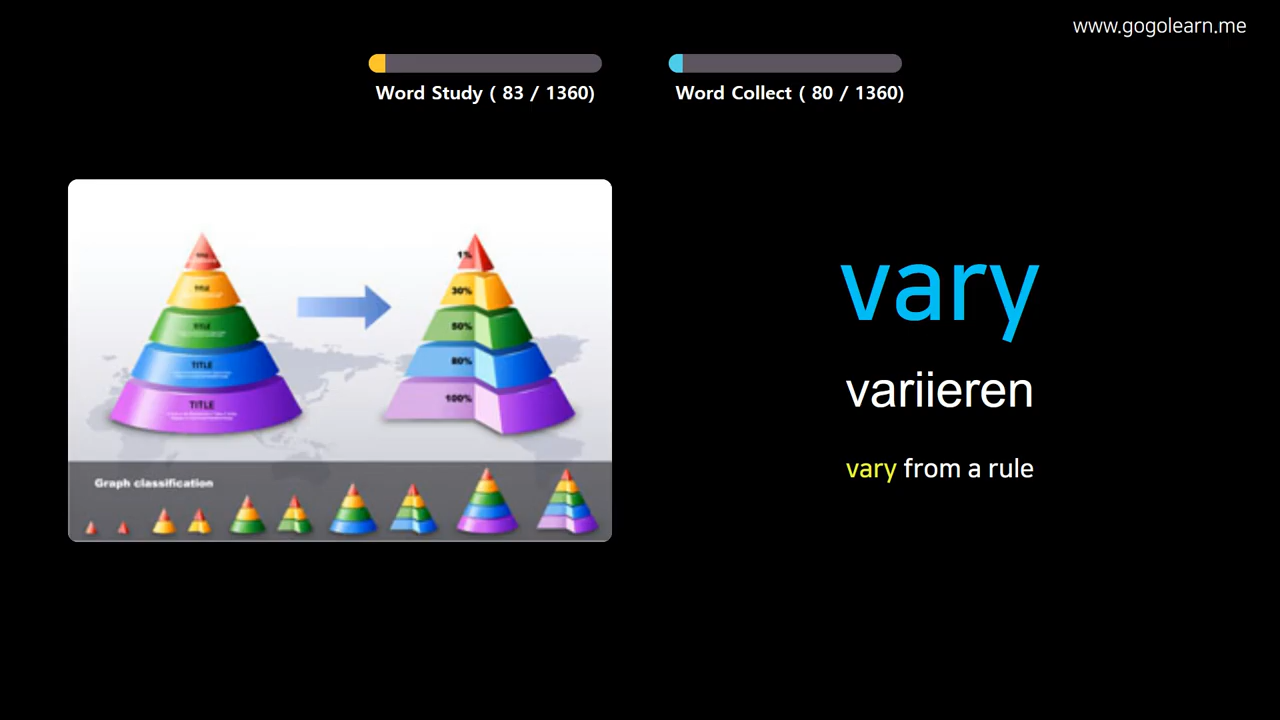 www.gogolearn.me
Word Study ( 83 / 1360)
Word Collect ( 80 / 1360)
TITLE
TITLE
TITLE
TITLE
1%
30%
50%
80%
100%
Graph classification
vary
variieren
vary from a rule